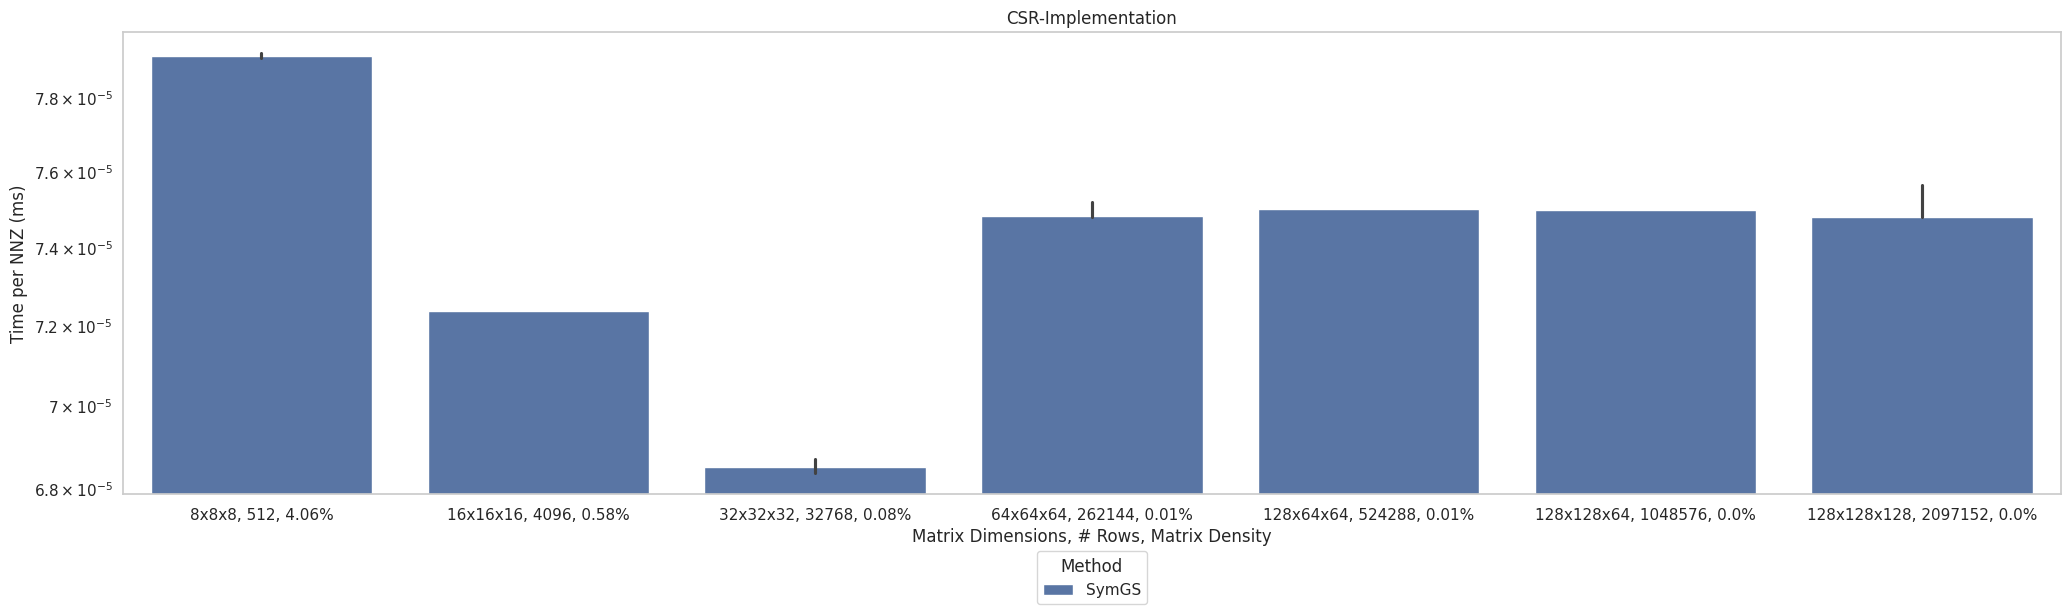 CSR-Implementation
Time per NNZ (ms)
7.8 × 10⁻⁵
7.6 × 10⁻⁵
7.4 × 10⁻⁵
7.2 × 10⁻⁵
7 × 10⁻⁵
6.8 × 10⁻⁵
8x8x8, 512, 4.06% 16x16x16, 4096, 0.58% 32x32x32, 32768, 0.08% 64x64x64, 262144, 0.01% 128x64x64, 524288, 0.01% 128x128x64, 1048576, 0.0% 128x128x128, 2097152, 0.0%
Matrix Dimensions, # Rows, Matrix Density
Method
SymGS